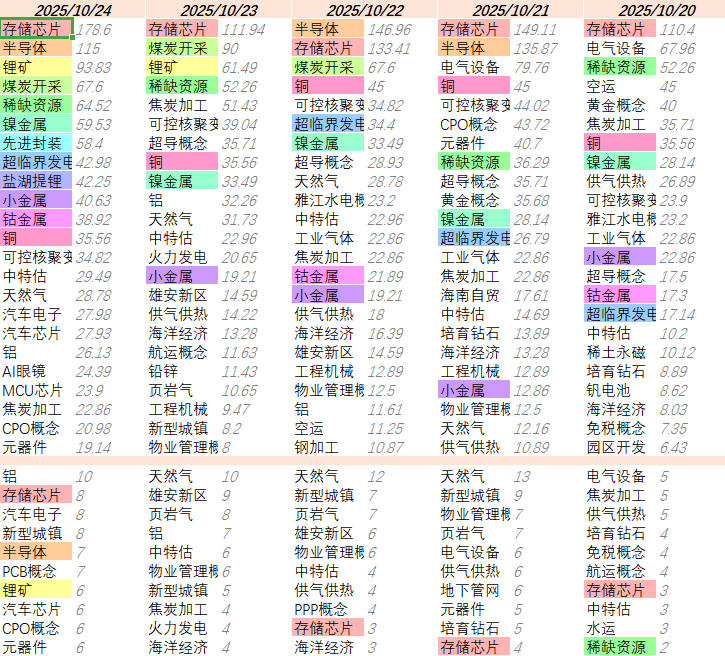 2025/10/24 2025/10/23 2025/10/22 2025/10/21 2025/10/20
存储芯片 178.6 存储芯片 111.94 半导体 146.96 存储芯片 149.11 存储芯片 110.4
半导体 115 煤炭开采 90 存储芯片 133.41 半导体 135.87 电气设备 67.96
锂矿 93.83 锂矿 61.49 煤炭开采 67.6 电气设备 79.76 稀缺资源 52.26
煤炭开采 67.6 稀缺资源 52.26 铜 45 铜 45 空运 45
稀缺资源 64.52 焦炭加工 51.43 可控核聚变 34.82 可控核聚变 44.02 黄金概念 40
镍金属 59.53 可控核聚变 39.04 超临界发电 34.4 CPO概念 43.72 焦炭加工 35.71
先进封装 58.4 超导概念 35.71 镍金属 33.49 元器件 40.7 铜 35.56
超临界发电 42.98 铜 35.56 超导概念 28.93 稀缺资源 36.29 镍金属 28.14
盐湖提锂 42.25 镍金属 33.49 天然气 28.78 超导概念 35.71 供气供热 26.89
小金属 40.63 铝 32.26 雅江水电概 23.2 黄金概念 35.68 可控核聚变 23.9
钴金属 38.92 天然气 31.73 中特估 22.96 镍金属 28.14 雅江水电概 23.2
铜 35.56 中特估 22.96 工业气体 22.86 超临界发电 26.79 工业气体 22.86
可控核聚变 34.82 火力发电 20.65 焦炭加工 22.86 工业气体 22.86 小金属 22.86
中特估 29.49 小金属 19.21 钴金属 21.89 焦炭加工 22.86 超导概念 17.5
天然气 28.78 雄安新区 14.59 小金属 19.21 海南自贸 17.61 钴金属 17.3
汽车电子 27.98 供气供热 14.22 供气供热 18 中特估 14.69 超临界发电 17.14
汽车芯片 27.93 海洋经济 13.28 海洋经济 16.39 培育钻石 13.89 中特估 10.2
铝 26.13 航运概念 11.63 雄安新区 14.59 海洋经济 13.28 稀土永磁 10.12
AI眼镜 24.39 铅锌 11.43 工程机械 12.89 工程机械 12.89 培育钻石 8.89
MCU芯片 23.9 页岩气 10.65 物业管理概 12.5 小金属 12.86 钒电池 8.62
焦炭加工 22.86 工程机械 9.47 铝 11.61 物业管理概 12.5 海洋经济 8.03
CPO概念 20.98 新型城镇 8.2 空运 11.25 天然气 12.16 免税概念 7.35
元器件 19.14 物业管理概 8 钢加工 10.87 供气供热 10.89 园区开发 6.43
铝 10 天然气 10 天然气 12 天然气 13 电气设备 5
存储芯片 8 雄安新区 9 新型城镇 7 新型城镇 9 焦炭加工 5
汽车电子 8 页岩气 8 页岩气 7 物业管理概 7 供气供热 5
新型城镇 8 铝 7 雄安新区 6 页岩气 7 培育钻石 4
半导体 7 中特估 6 物业管理概 6 电气设备 6 免税概念 4
PCB概念 7 物业管理概 6 中特估 4 供气供热 6 航运概念 4
锂矿 6 新型城镇 5 供气供热 4 地下管网 6 存储芯片 3
汽车芯片 6 焦炭加工 4 PPP概念 4 元器件 5 中特估 3
CPO概念 6 火力发电 4 存储芯片 3 培育钻石 5 水运 3
元器件 6 海洋经济 4 海洋经济 3 存储芯片 4 稀缺资源 2